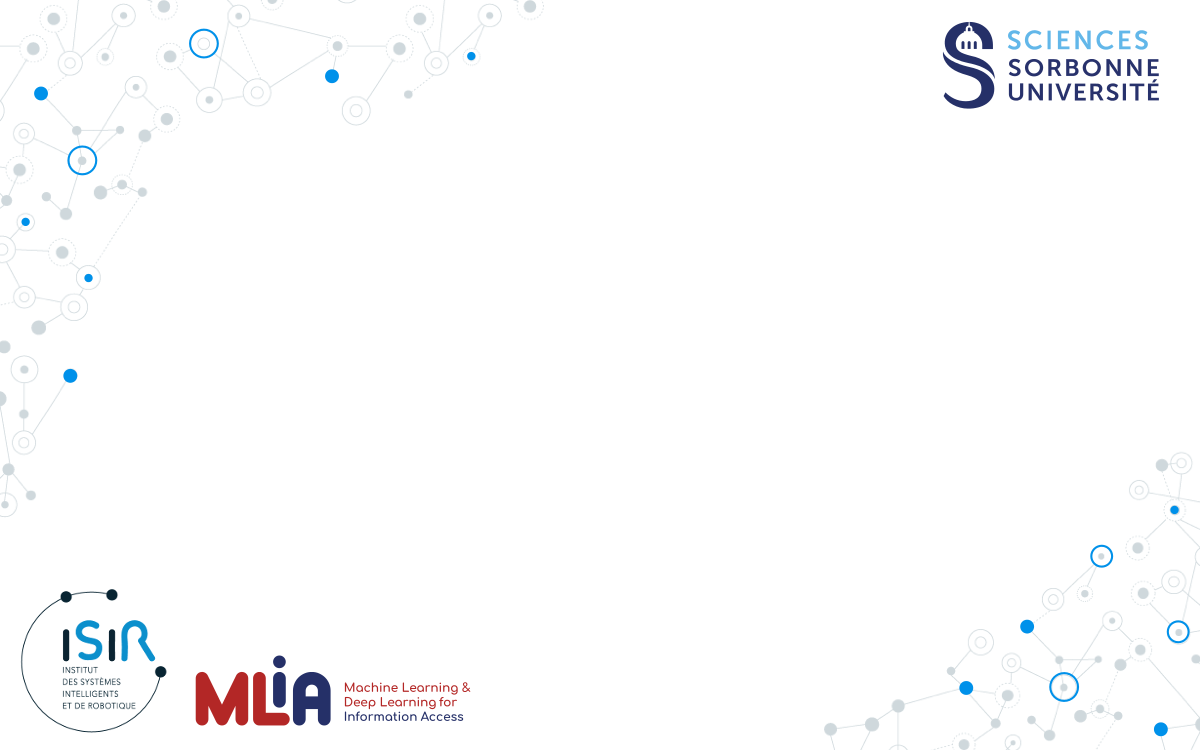 SCIENCES
SORBONNE
UNIVERSITÉ
ISIR
INSTITUT
DES SYSTÈMES
INTELLIGENTS
ET DE ROBOTIQUE
MLiA
Machine Learning &
Deep Learning for
Information Access